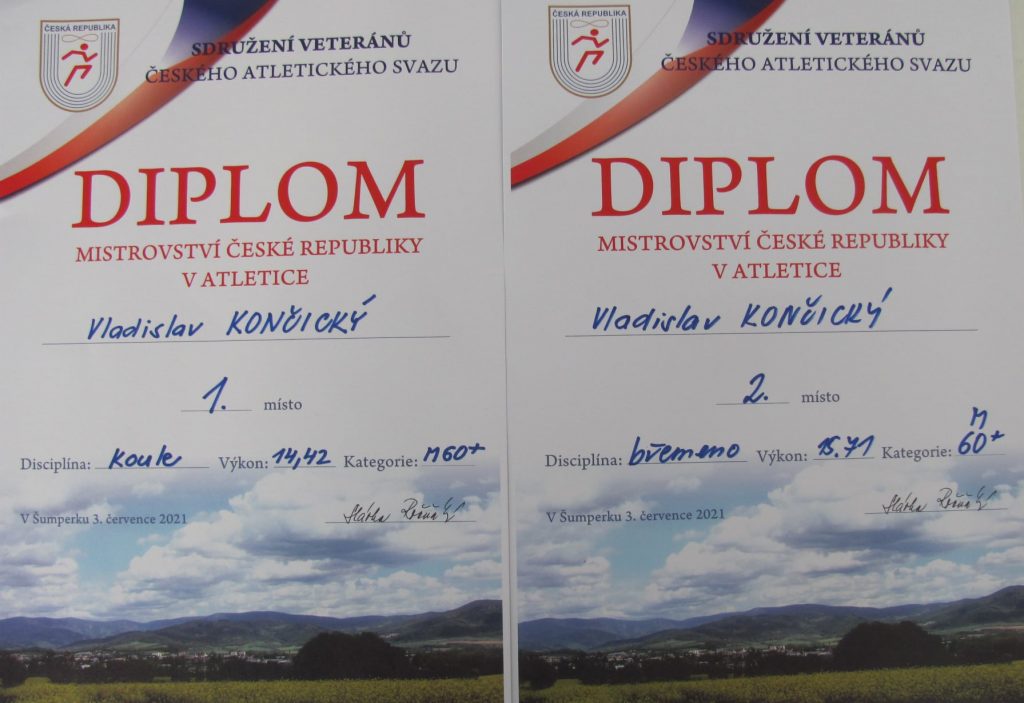 ČESKÁ REPUBLIKA
SDRUŽENÍ VETERÁNŮ
ČESKÉHO ATLETICKÉHO SVAZU
DIPLOM
MISTROVSTVÍ ČESKÉ REPUBLIKY
V ATLETICE
Vladislav KONČICKÝ
1. místo
Disciplína: koule Výkon: 14,42 Kategorie: M60+
V Šumperku 3. července 2021
ČESKÁ REPUBLIKA
SDRUŽENÍ VETERÁNŮ
ČESKÉHO ATLETICKÉHO SVAZU
DIPLOM
MISTROVSTVÍ ČESKÉ REPUBLIKY
V ATLETICE
Vladislav KONČICKÝ
2. místo
Disciplína: břemeno Výkon: 15.71 Kategorie: M 60+
V Šumperku 3. července 2021